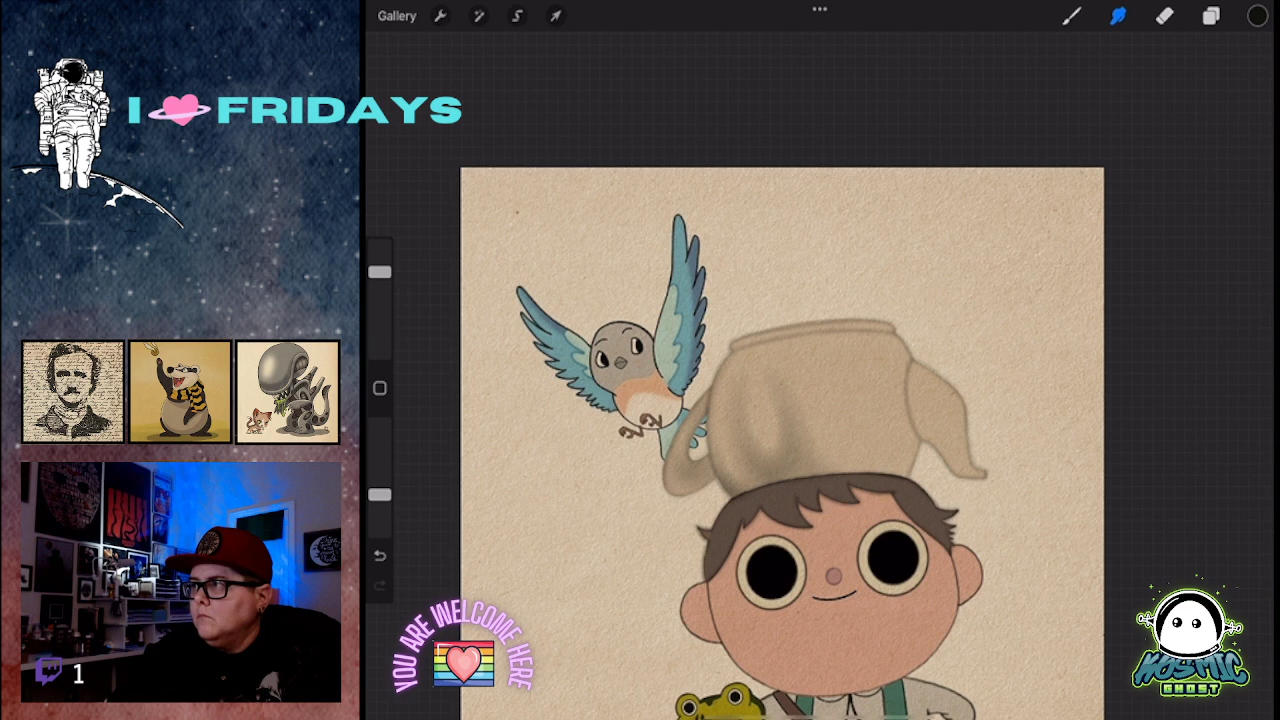 Gallery
I FRIDAYS
1
YOU ARE WELCOME HERE
KOSMIC
GHOST